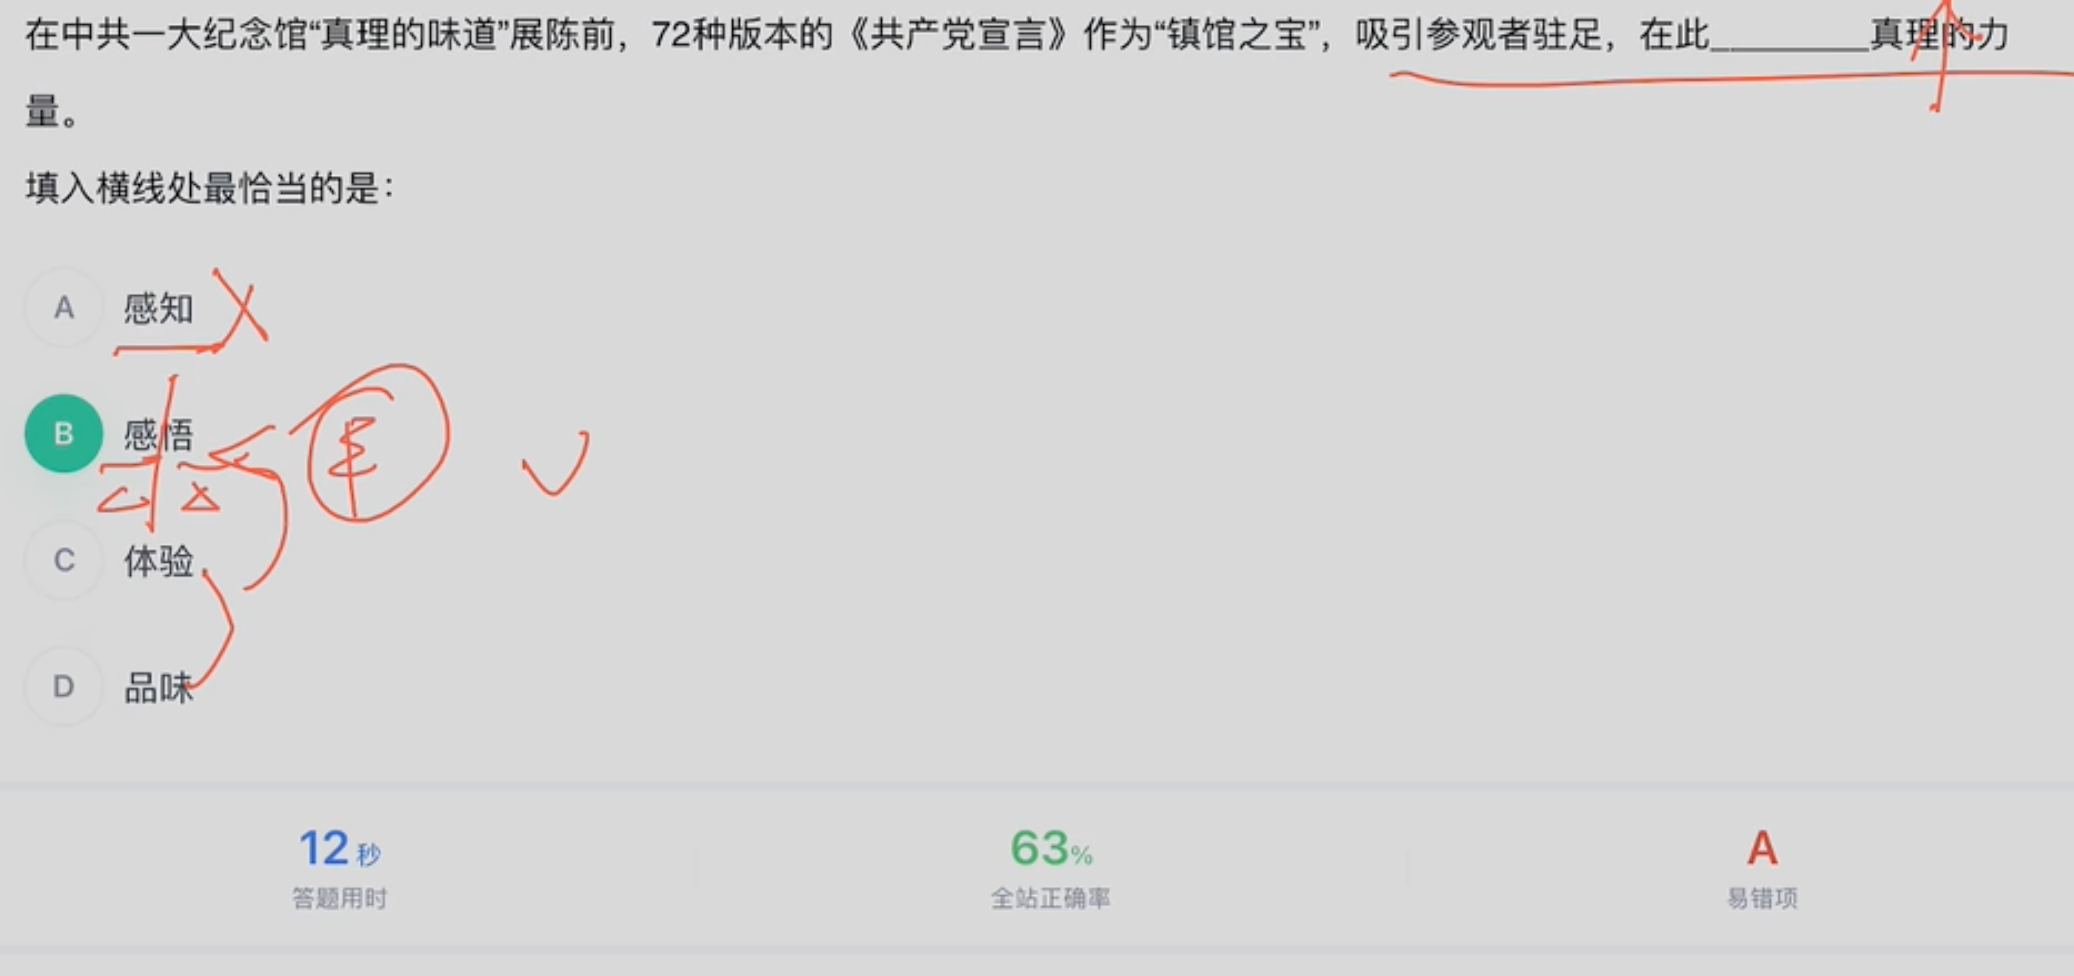 在中共一大纪念馆“真理的味道”展陈前，72种版本的《共产党宣言》作为“镇馆之宝”，吸引参观者驻足，在此_________真理的力
量。
填入横线处最恰当的是：
A 感知
B 感悟
C 体验
D 品味
12秒 63% A
答题用时 全站正确率 易错项